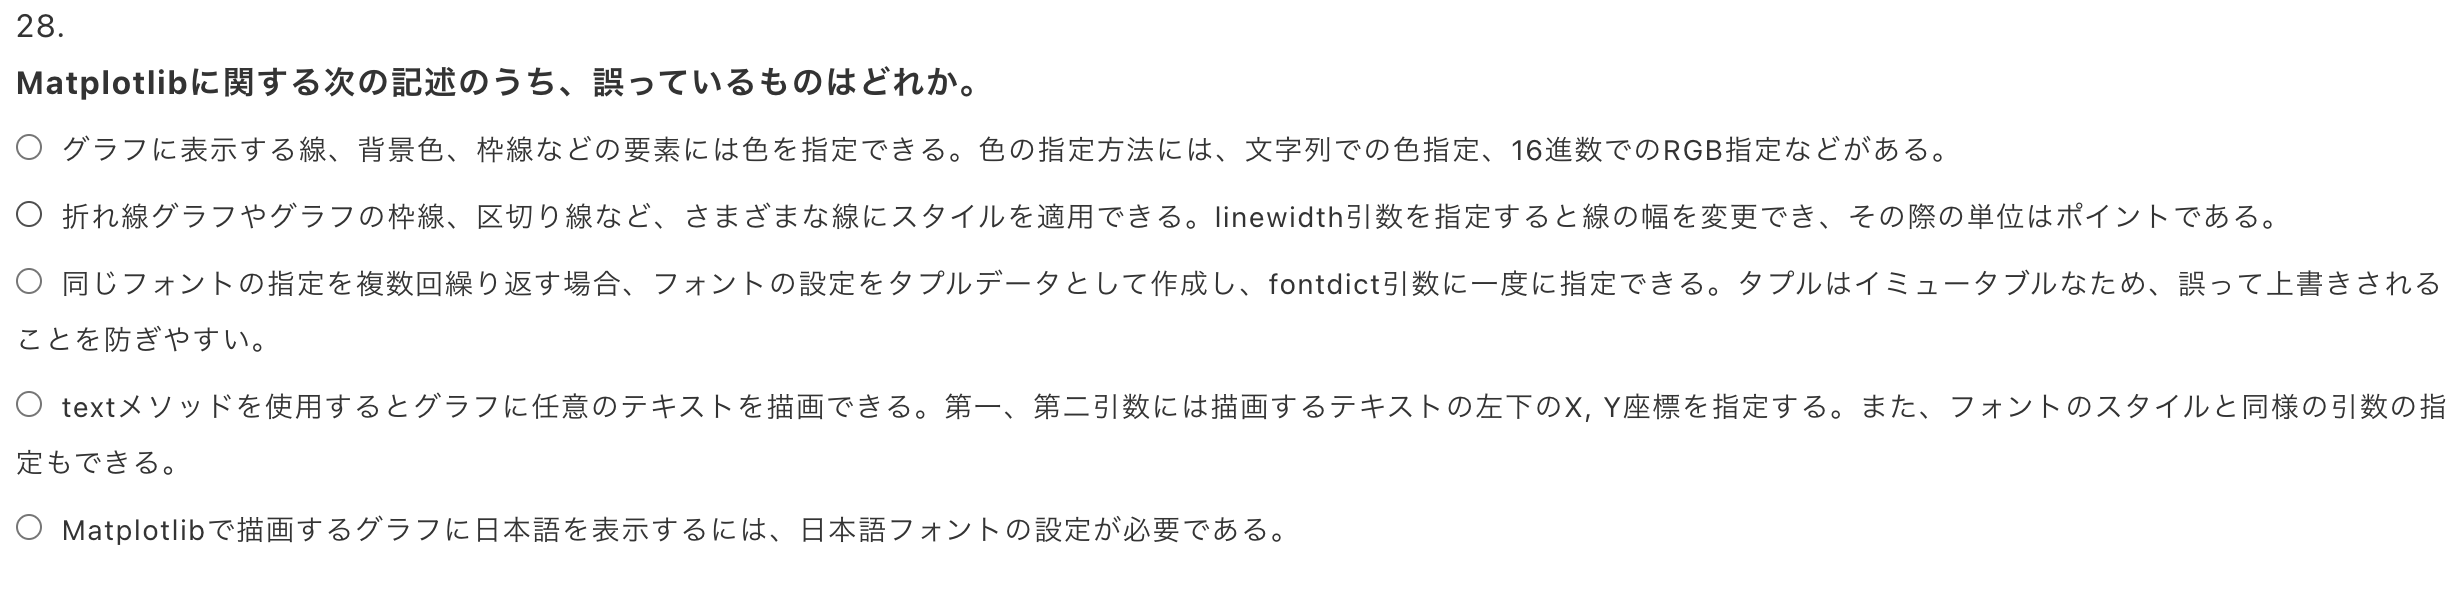 28.
Matplotlibに関する次の記述のうち、誤っているものはどれか。
グラフに表示する線、背景色、枠線などの要素には色を指定できる。色の指定方法には、文字列での色指定、16進数でのRGB指定などがある。
折れ線グラフやグラフの枠線、区切り線など、さまざまな線にスタイルを適用できる。linewidth引数を指定すると線の幅を変更でき、その際の単位はポイントである。
同じフォントの指定を複数回繰り返す場合、フォントの設定をタプルデータとして作成し、fontdict引数に一度に指定できる。タプルはイミュータブルなため、誤って上書きされる
ことを防ぎやすい。
textメソッドを使用するとグラフに任意のテキストを描画できる。第一、第二引数には描画するテキストの左下のX, Y座標を指定する。また、フォントのスタイルと同様の引数の指
定もできる。
Matplotlibで描画するグラフに日本語を表示するには、日本語フォントの設定が必要である。